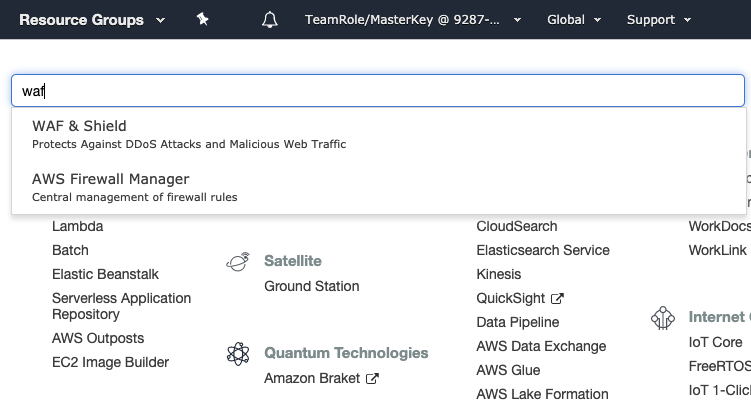 Resource Groups
TeamRole/MasterKey @ 9287-...
Global
Support
waf
WAF & Shield
Protects Against DDoS Attacks and Malicious Web Traffic
AWS Firewall Manager
Central management of firewall rules
Lambda
Batch
Elastic Beanstalk
Serverless Application
Repository
AWS Outposts
EC2 Image Builder
Satellite
Ground Station
Quantum Technologies
Amazon Braket
CloudSearch
Elasticsearch Service
Kinesis
QuickSight
Data Pipeline
AWS Data Exchange
AWS Glue
AWS Lake Formation
WorkDocs
WorkLink
Internet
IoT Core
FreeRTOS
IoT 1-Click